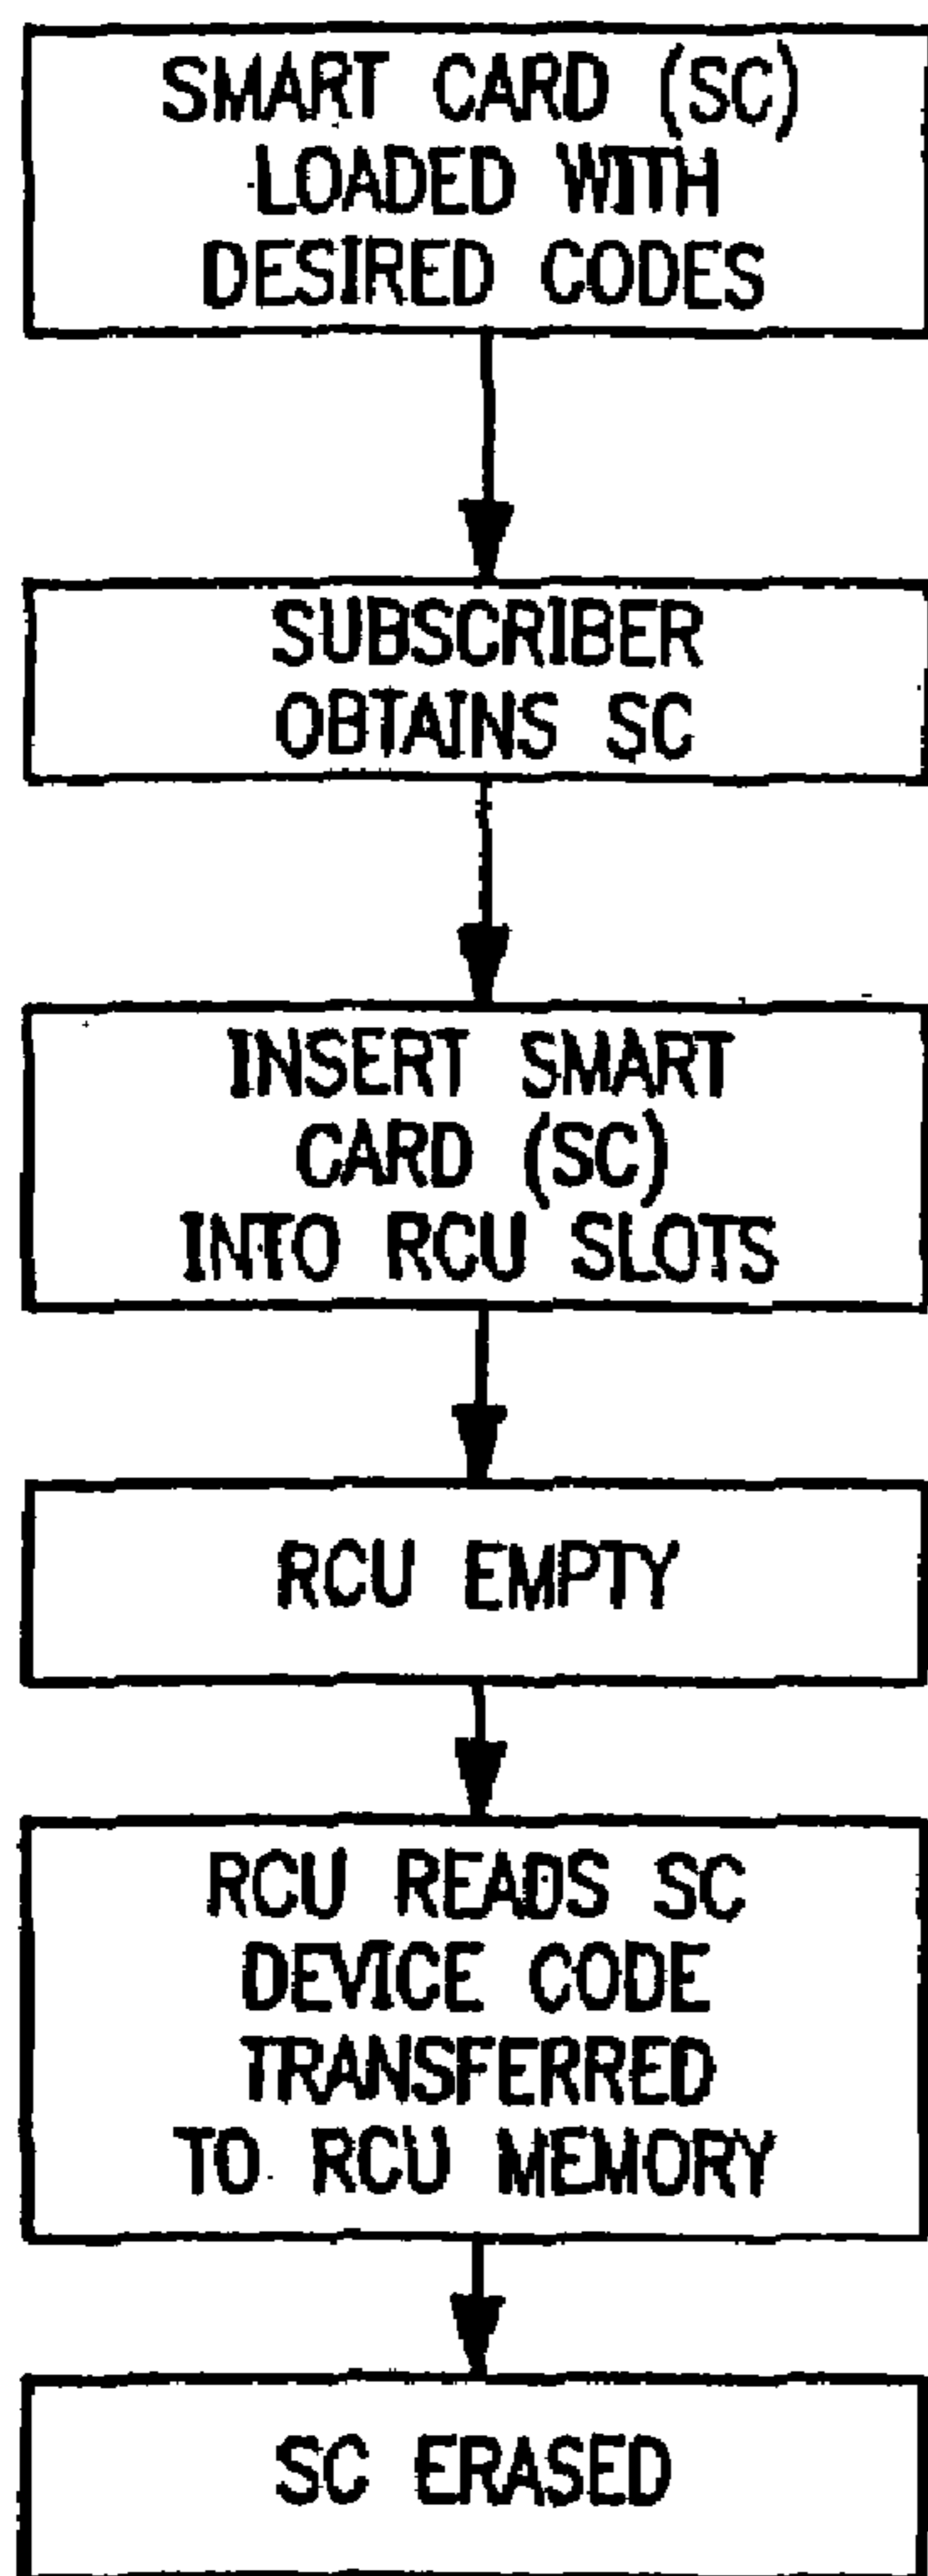 SMART CARD (SC)
LOADED WITH
DESIRED CODES
SUBSCRIBER
OBTAINS SC
INSERT SMART
CARD (SC)
INTO RCU SLOTS
RCU EMPTY
RCU READS SC
DEVICE CODE
TRANSFERRED
TO RCU MEMORY
SC ERASED